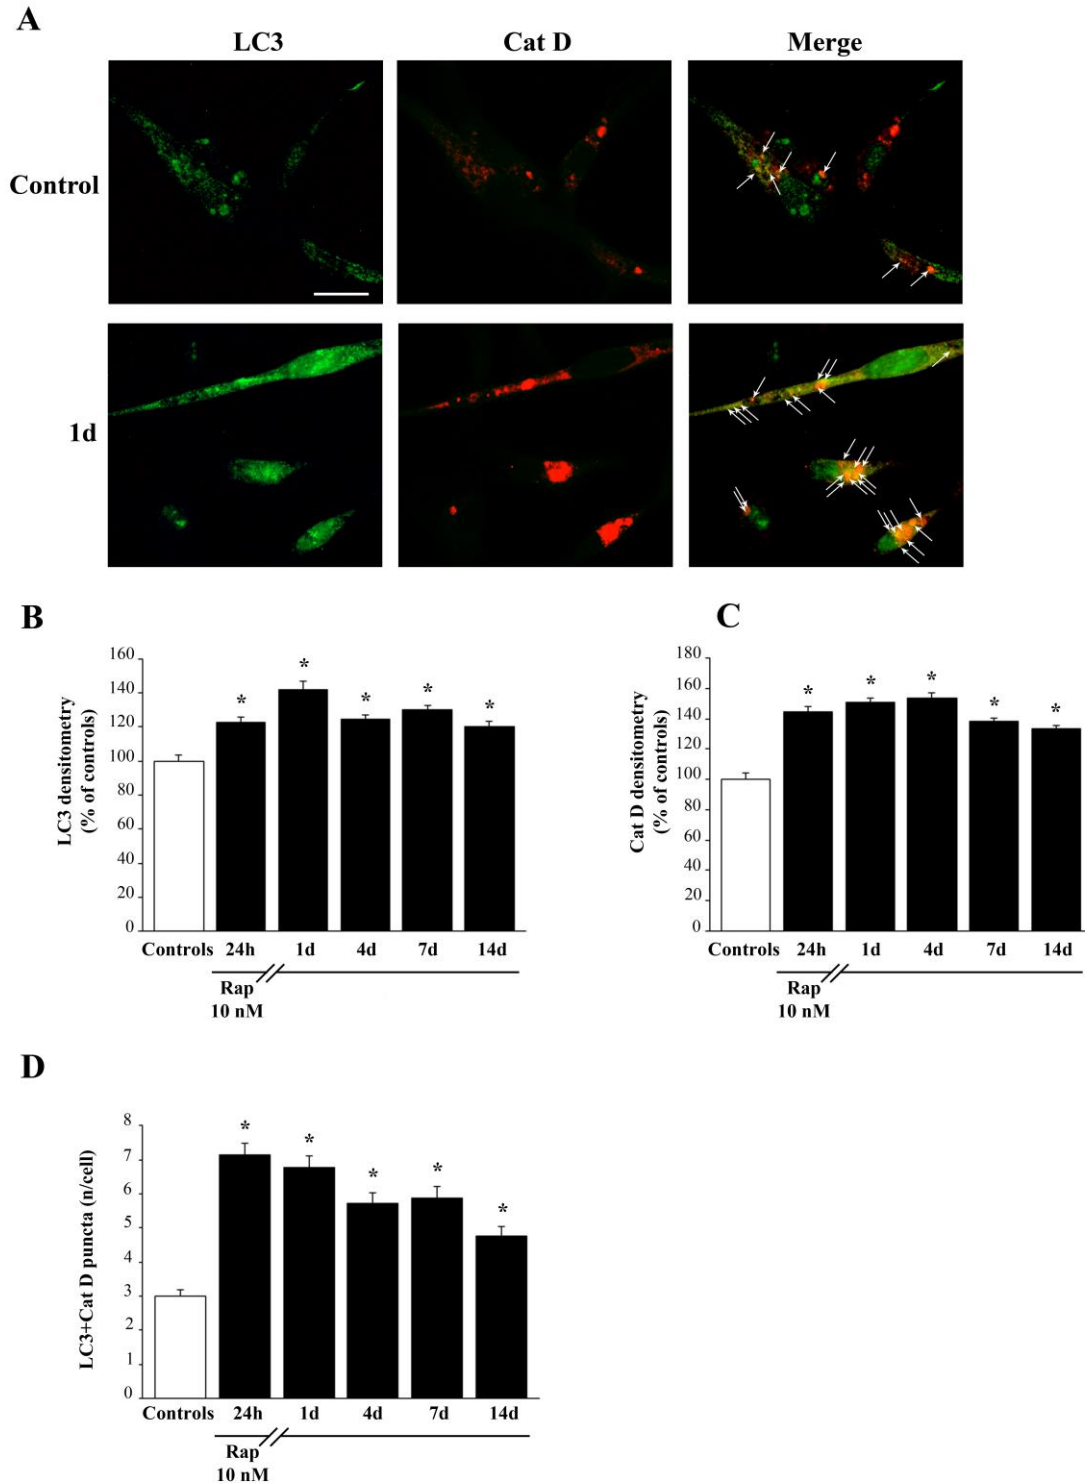 A
LC3 Cat D Merge
Control
1d
B
LC3 densitometry
(% of controls)
160
140
120
100
80
60
40
20
0
* * * * *
Controls 24h 1d 4d 7d 14d
Rap
10 nM
C
Cat D densitometry
(% of controls)
180
160
140
120
100
80
60
40
20
0
* * * * *
Controls 24h 1d 4d 7d 14d
Rap
10 nM
D
LC3+Cat D puncta (n/cell)
8
7
6
5
4
3
2
1
0
* * * * *
Controls 24h 1d 4d 7d 14d
Rap
10 nM